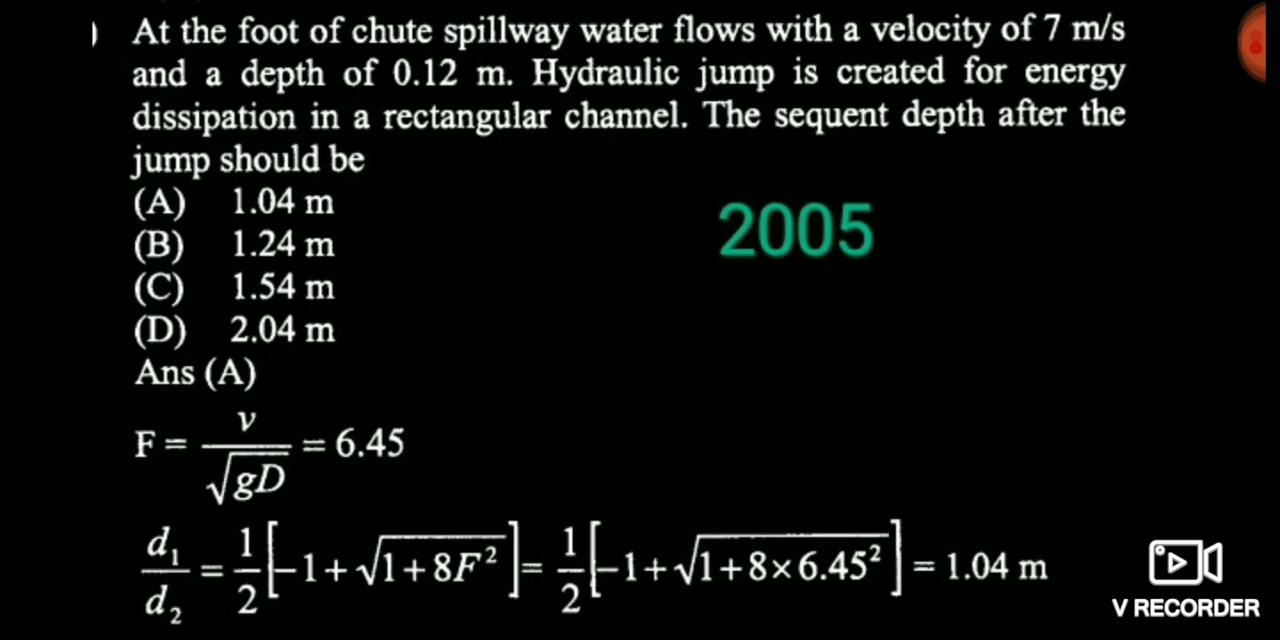 ) At the foot of chute spillway water flows with a velocity of 7 m/s
and a depth of 0.12 m. Hydraulic jump is created for energy
dissipation in a rectangular channel. The sequent depth after the
jump should be
(A) 1.04 m
(B) 1.24 m
(C) 1.54 m
(D) 2.04 m
2005
Ans (A)
F = v / √gD = 6.45
d₁ / d₂ = 1/2 [−1 + √1 + 8F²] = 1/2 [−1 + √1 + 8 × 6.45²] = 1.04 m
V RECORDER